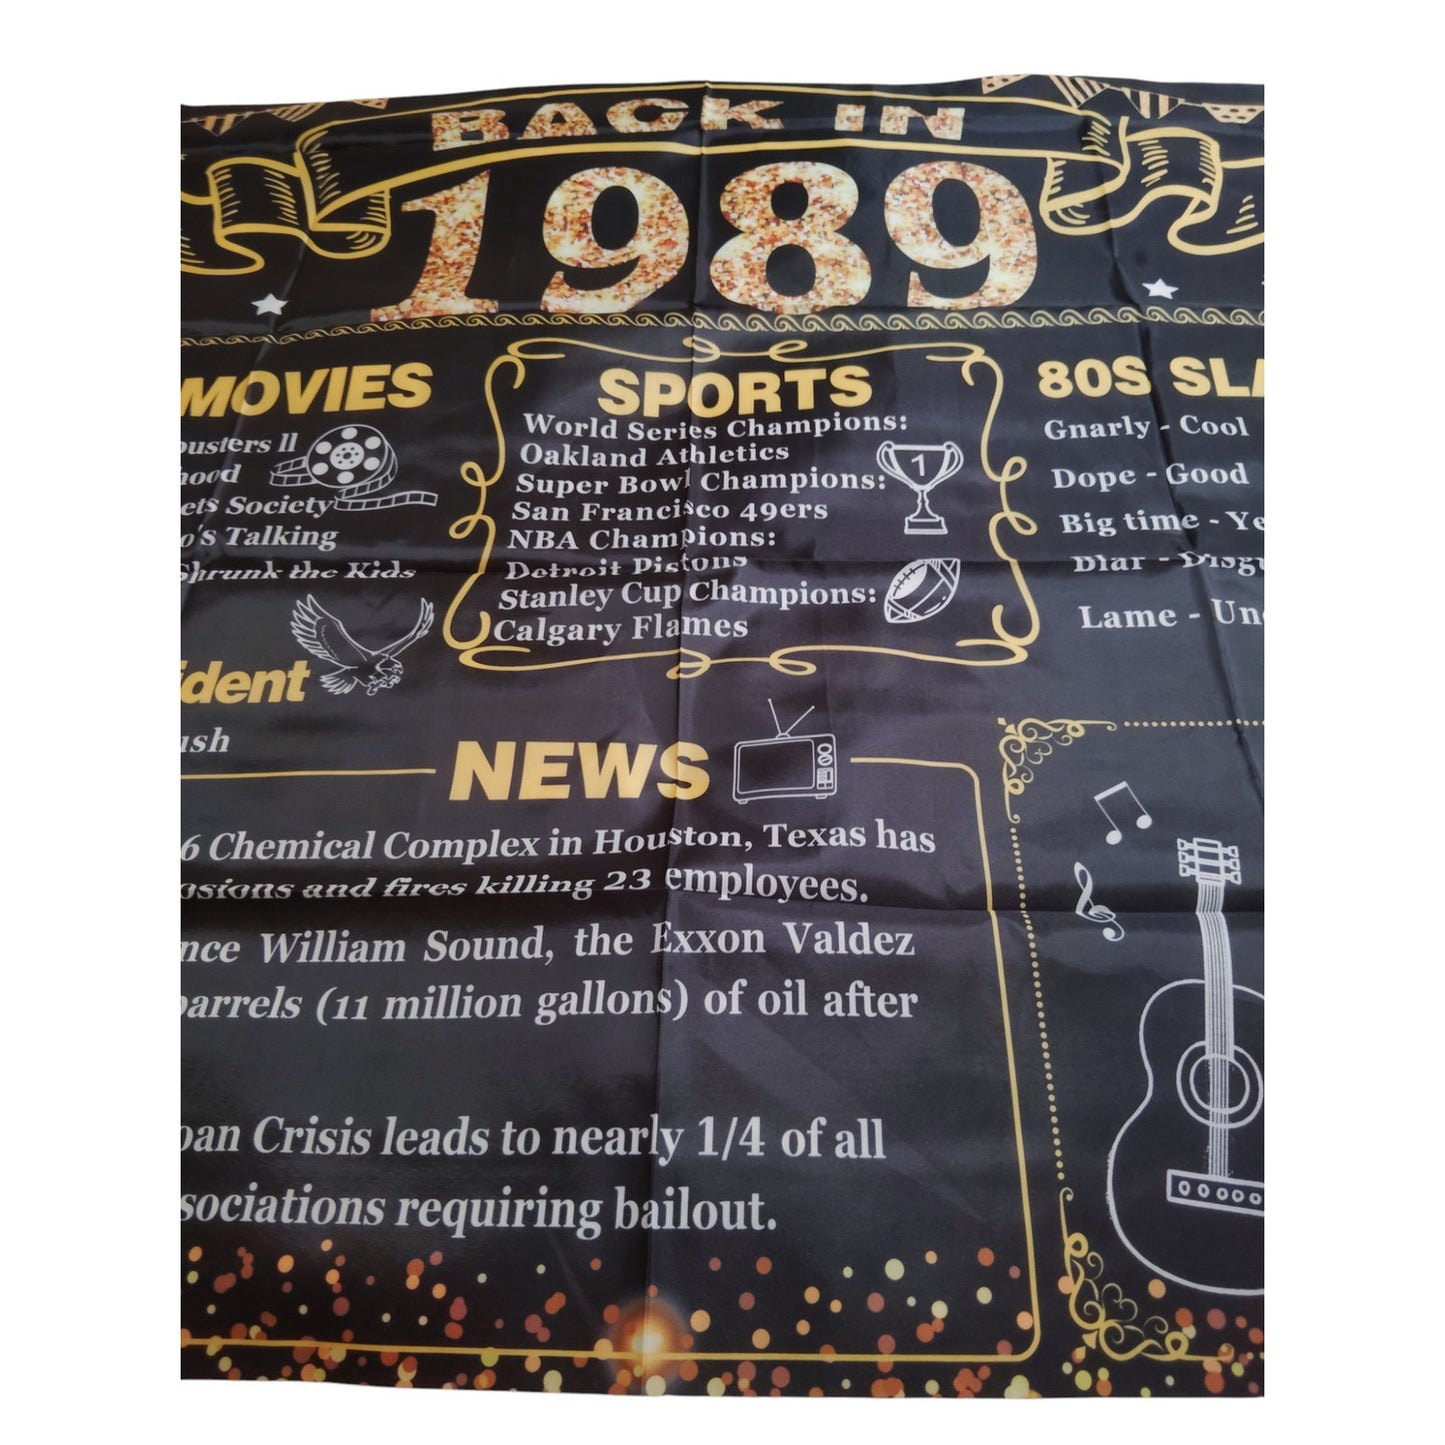 BACK IN
1989
MOVIES
busters ll
hood
ets Society
o's Talking
Shrunk the Kids
ident
ush
SPORTS
World Series Champions:
Oakland Athletics
Super Bowl Champions:
San Francisco 49ers
NBA Champions:
Detroit Pistons
Stanley Cup Champions:
Calgary Flames
1
80S SLA
Gnarly - Cool
Dope - Good
Big time - Ye
Lame - Un
NEWS
6 Chemical Complex in Houston, Texas has
osions and fires killing 23 employees.
nce William Sound, the Exxon Valdez
barrels (11 million gallons) of oil after
oan Crisis leads to nearly 1/4 of all
sociations requiring bailout.